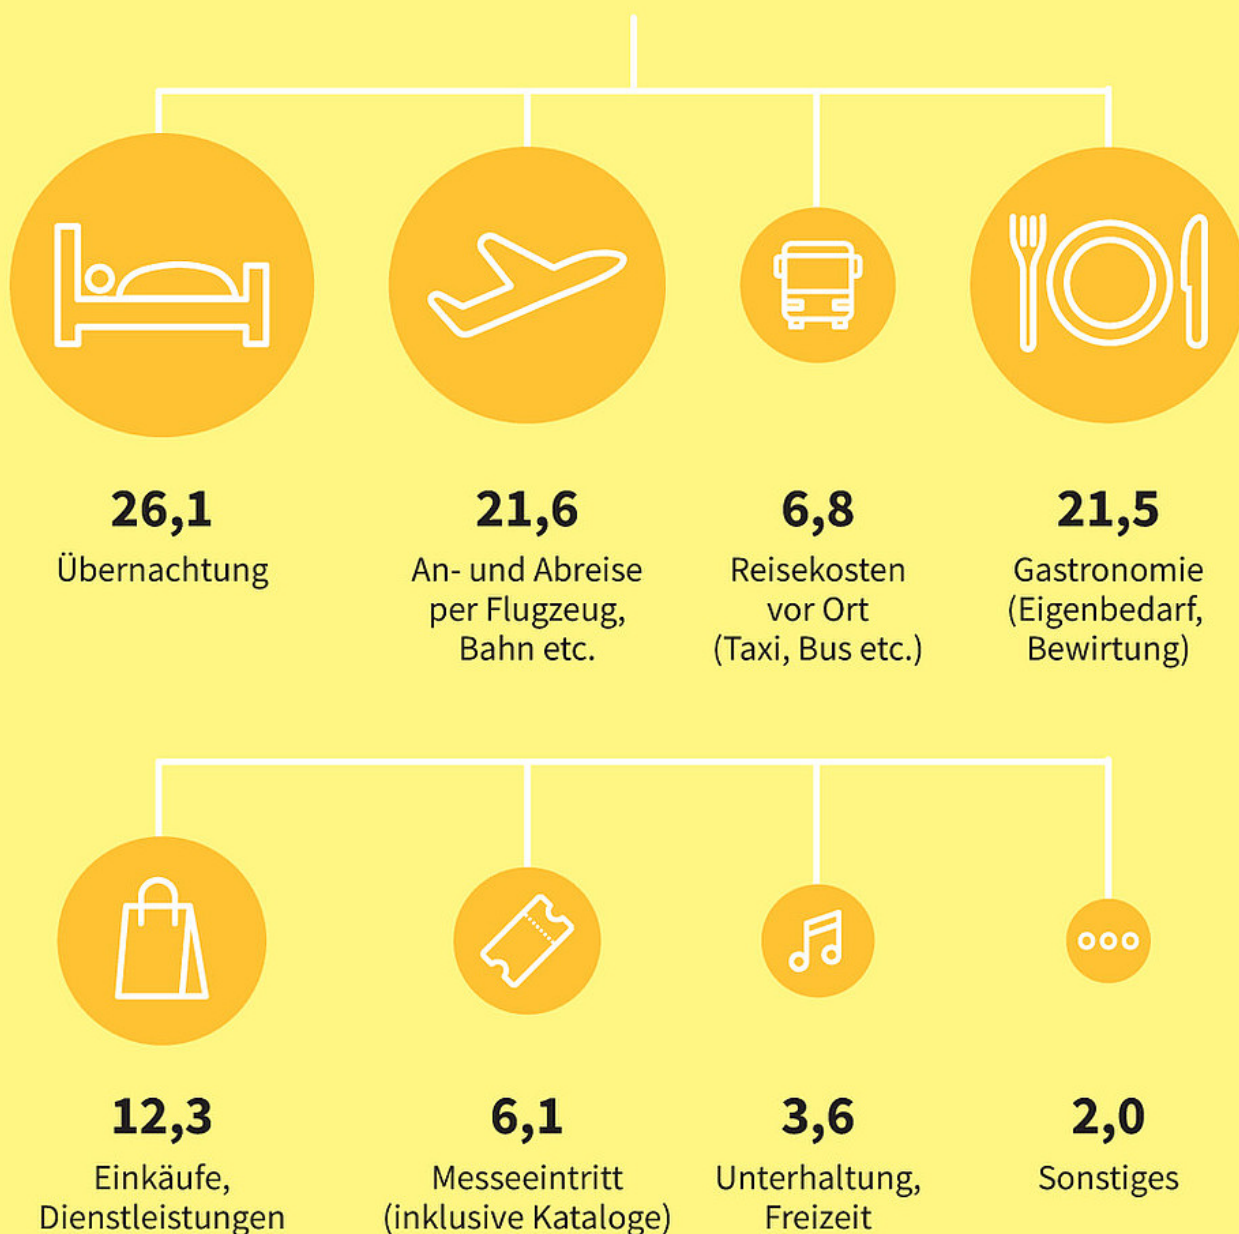 26,1
Übernachtung
21,6
An- und Abreise
per Flugzeug,
Bahn etc.
6,8
Reisekosten
vor Ort
(Taxi, Bus etc.)
21,5
Gastronomie
(Eigenbedarf,
Bewirtung)
12,3
Einkäufe,
Dienstleistungen
6,1
Messeeintritt
(inklusive Kataloge)
3,6
Unterhaltung,
Freizeit
2,0
Sonstiges